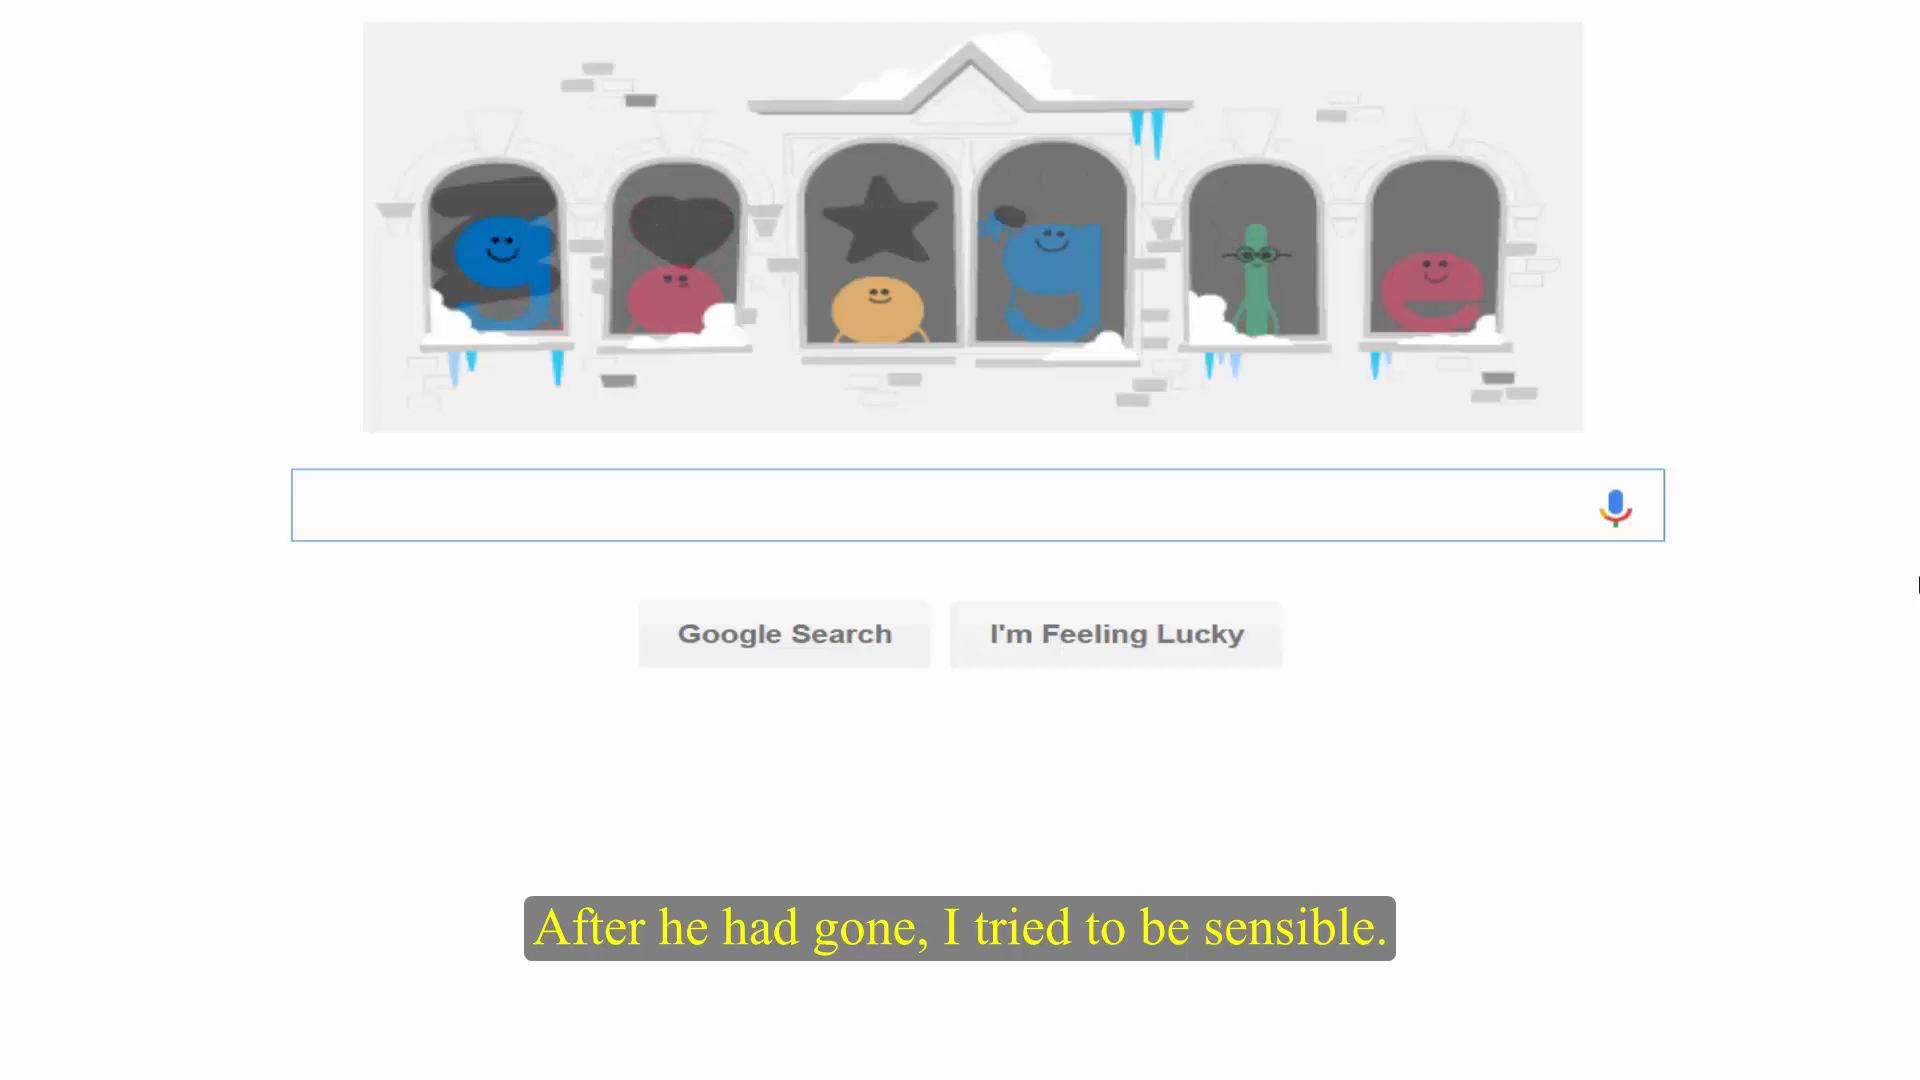 Google Search
I'm Feeling Lucky
After he had gone, I tried to be sensible.